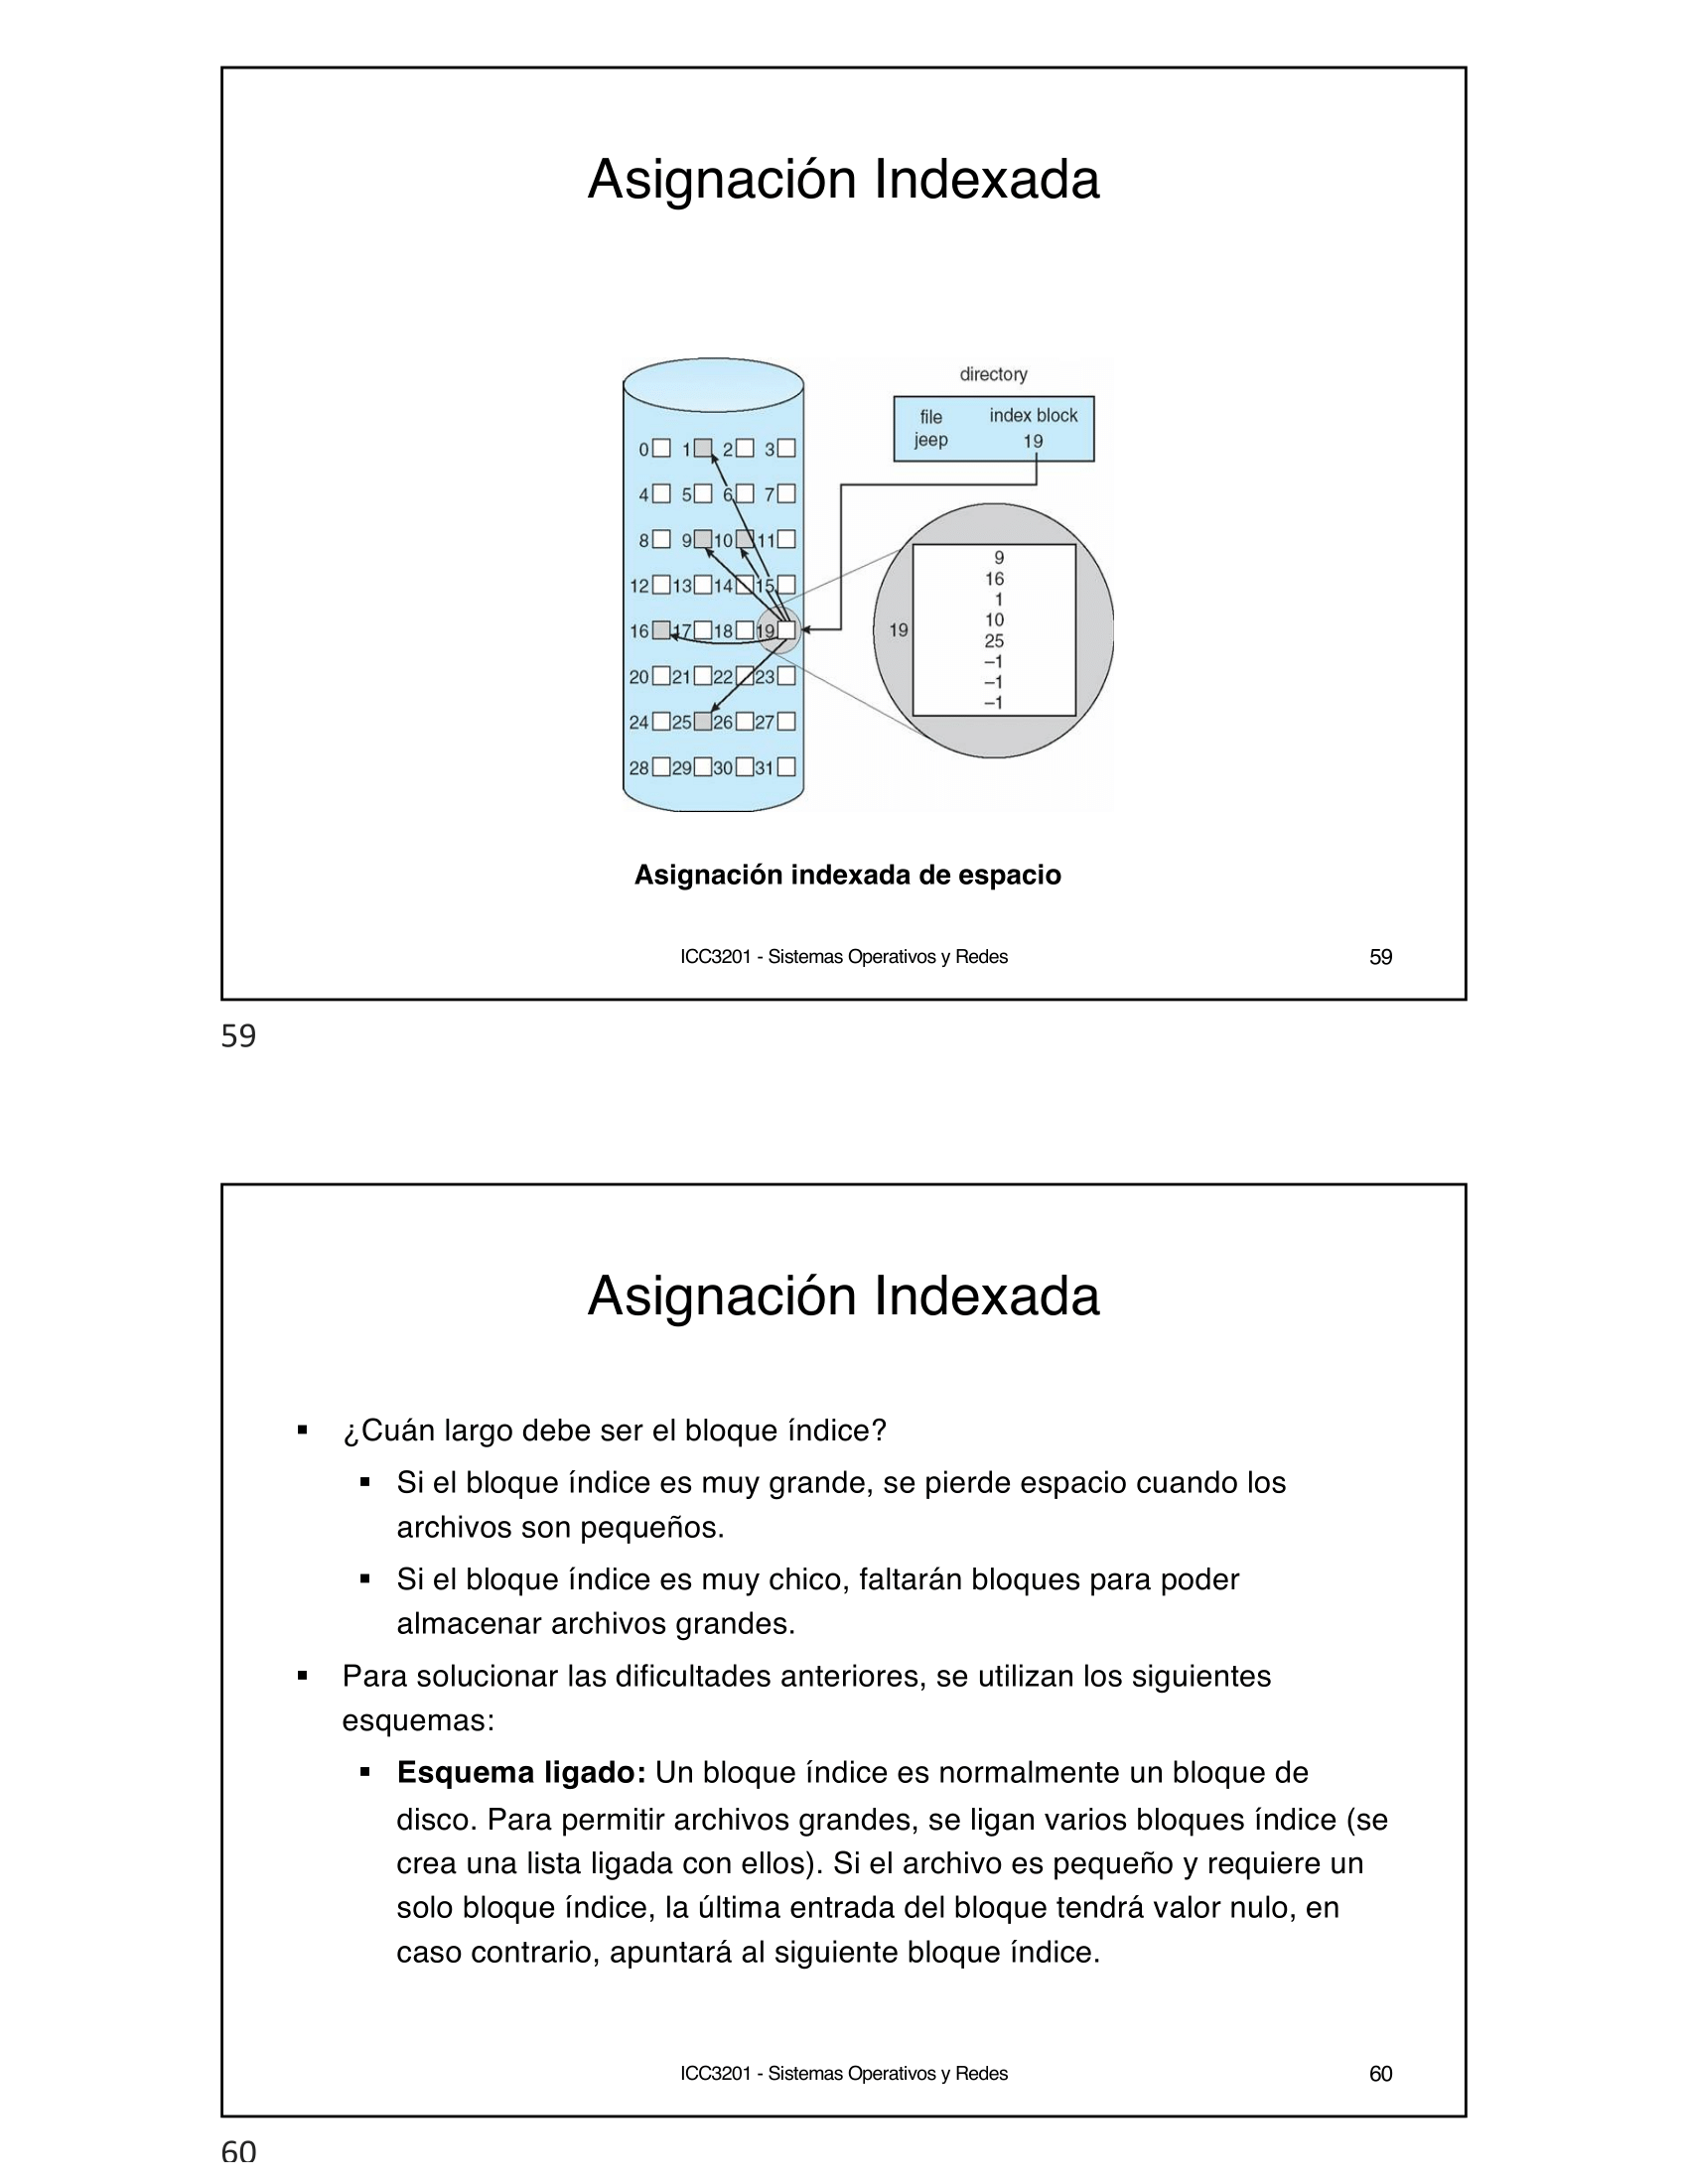 Asignación Indexada
directory
file index block
jeep 19
0 1 2 3
4 5 6 7
8 9 10 11
12 13 14 15
16 17 18 19
20 21 22 23
24 25 26 27
28 29 30 31
19
9
16
1
10
25
–1
–1
–1
Asignación indexada de espacio
ICC3201 - Sistemas Operativos y Redes 59
59
Asignación Indexada
▪ ¿Cuán largo debe ser el bloque índice?
▪ Si el bloque índice es muy grande, se pierde espacio cuando los
archivos son pequeños.
▪ Si el bloque índice es muy chico, faltarán bloques para poder
almacenar archivos grandes.
▪ Para solucionar las dificultades anteriores, se utilizan los siguientes
esquemas:
▪ Esquema ligado: Un bloque índice es normalmente un bloque de
disco. Para permitir archivos grandes, se ligan varios bloques índice (se
crea una lista ligada con ellos). Si el archivo es pequeño y requiere un
solo bloque índice, la última entrada del bloque tendrá valor nulo, en
caso contrario, apuntará al siguiente bloque índice.
ICC3201 - Sistemas Operativos y Redes 60
60